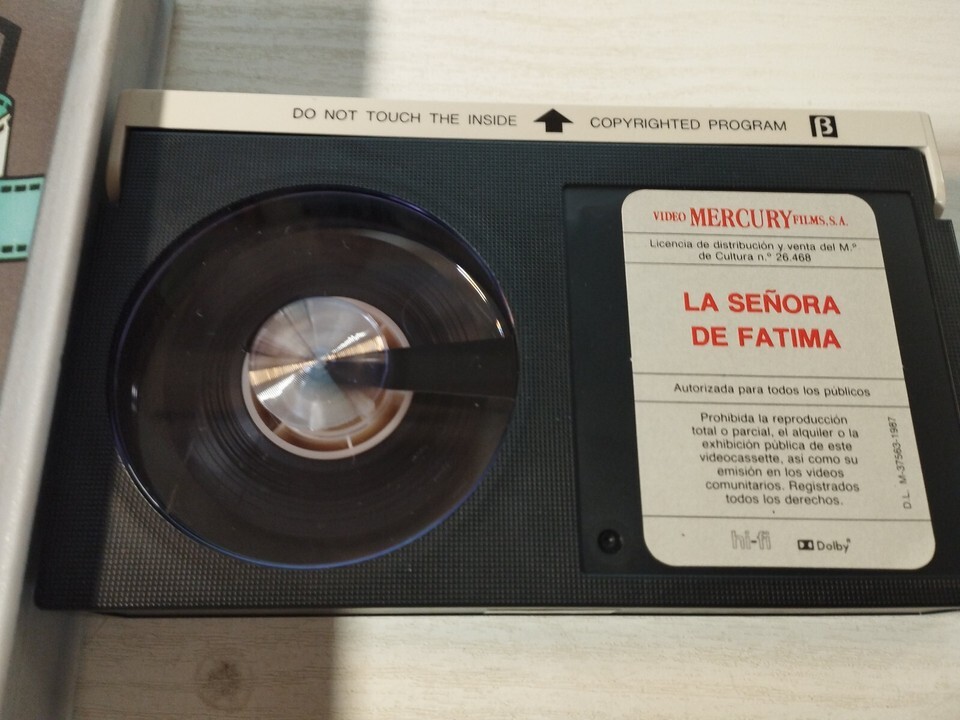 DO NOT TOUCH THE INSIDE COPYRIGHTED PROGRAM β
VIDEO MERCURY FILMS, S.A.
Licencia de distribución y venta del M.º
de Cultura n.º 26.468
LA SEÑORA
DE FATIMA
Autorizada para todos los públicos
Prohibida la reproducción
total o parcial, el alquiler o la
exhibición pública de este
videocassette, así como su
emisión en los videos
comunitarios. Registrados
todos los derechos.
D.L. M-37563-1987
hi-fi Dolby®